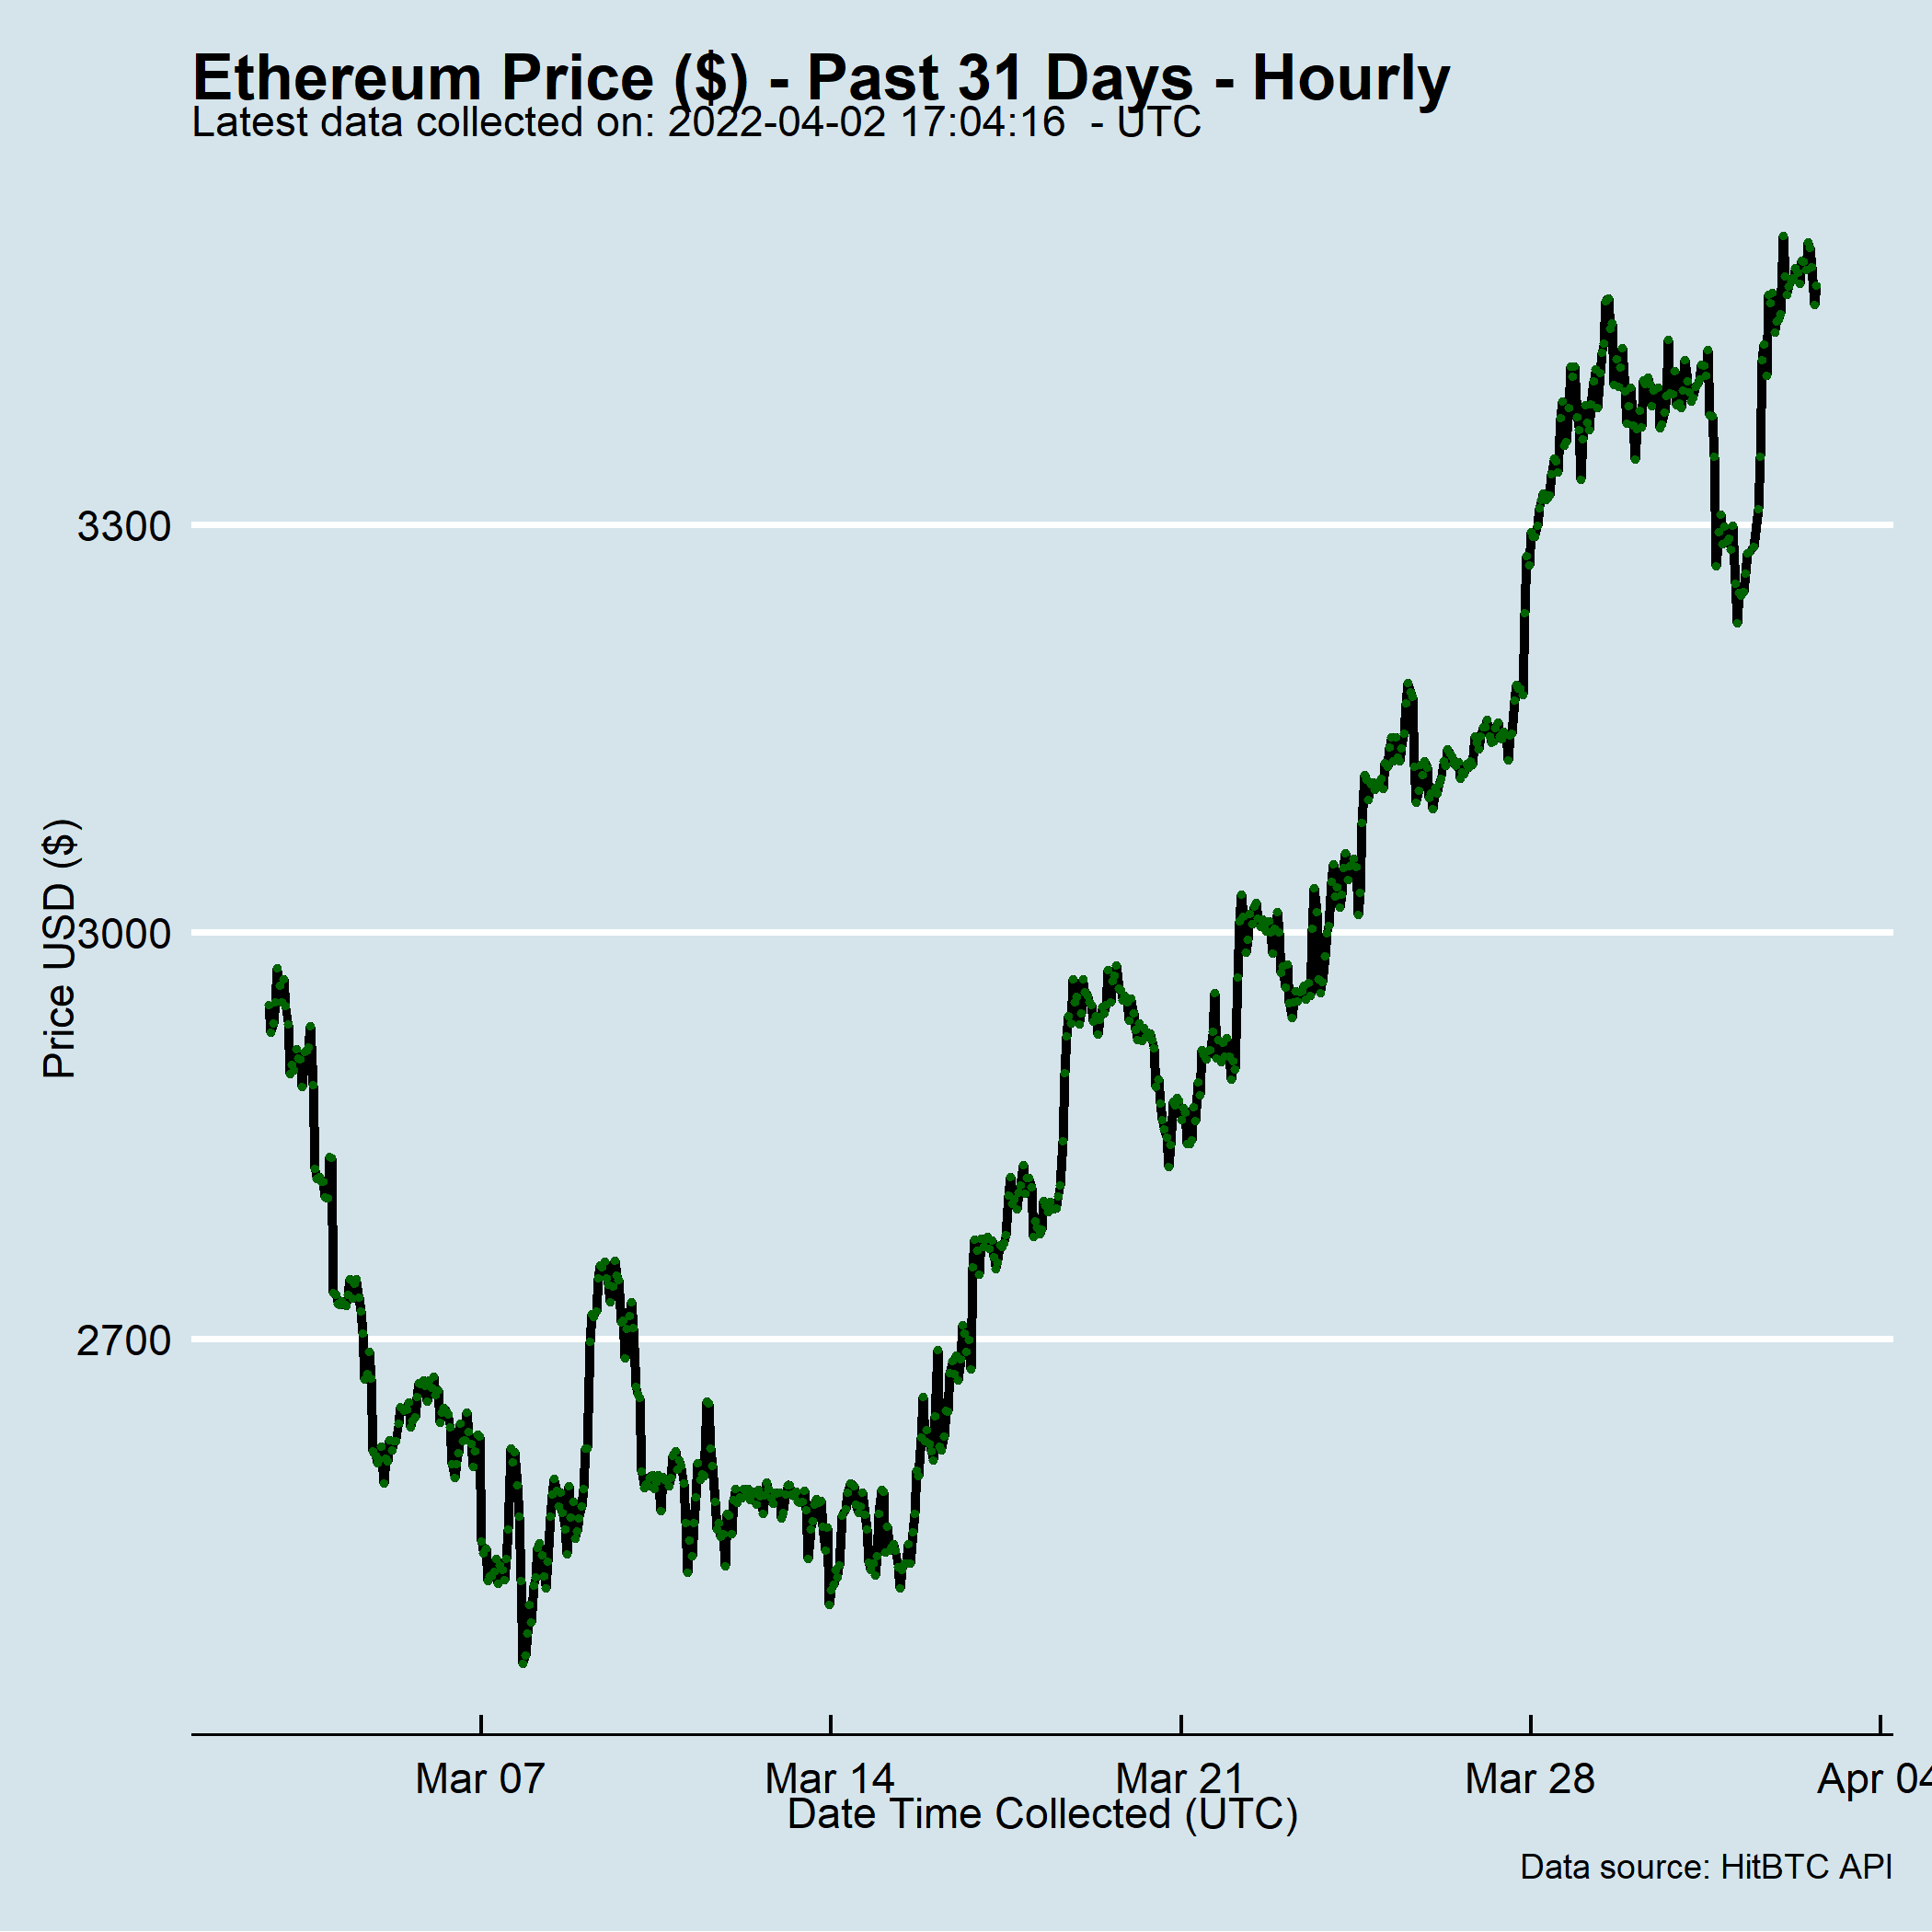 Ethereum Price ($) - Past 31 Days - Hourly
Latest data collected on: 2022-04-02 17:04:16  - UTC
3300
3000
2700
Price USD ($)
Mar 07
Mar 14
Mar 21
Mar 28
Apr 04
Date Time Collected (UTC)
Data source: HitBTC API